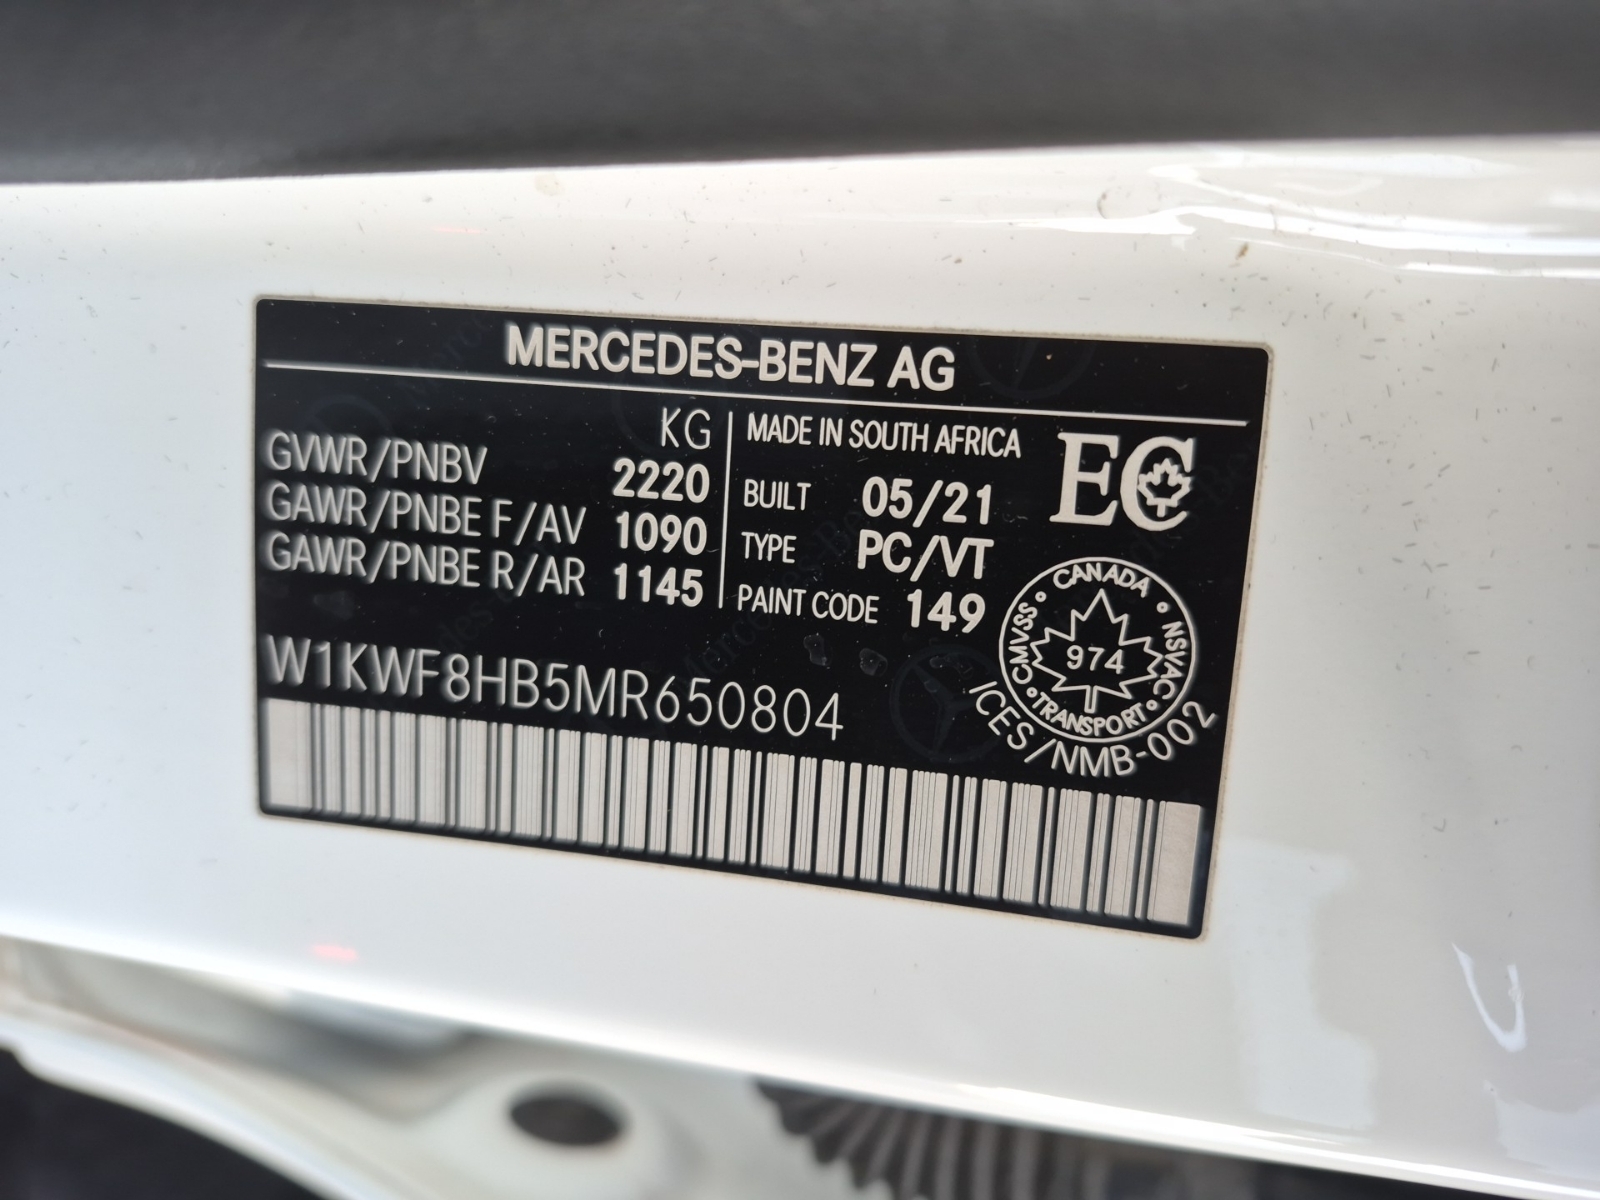 MERCEDES-BENZ AG
KG
GVWR/PNBV 2220
GAWR/PNBE F/AV 1090
GAWR/PNBE R/AR 1145
MADE IN SOUTH AFRICA
BUILT 05/21
TYPE PC/VT
PAINT CODE 149
EC
CANADA
CMVSS • NSVAC
974
TRANSPORT
ICES/NMB-002
W1KWF8HB5MR650804